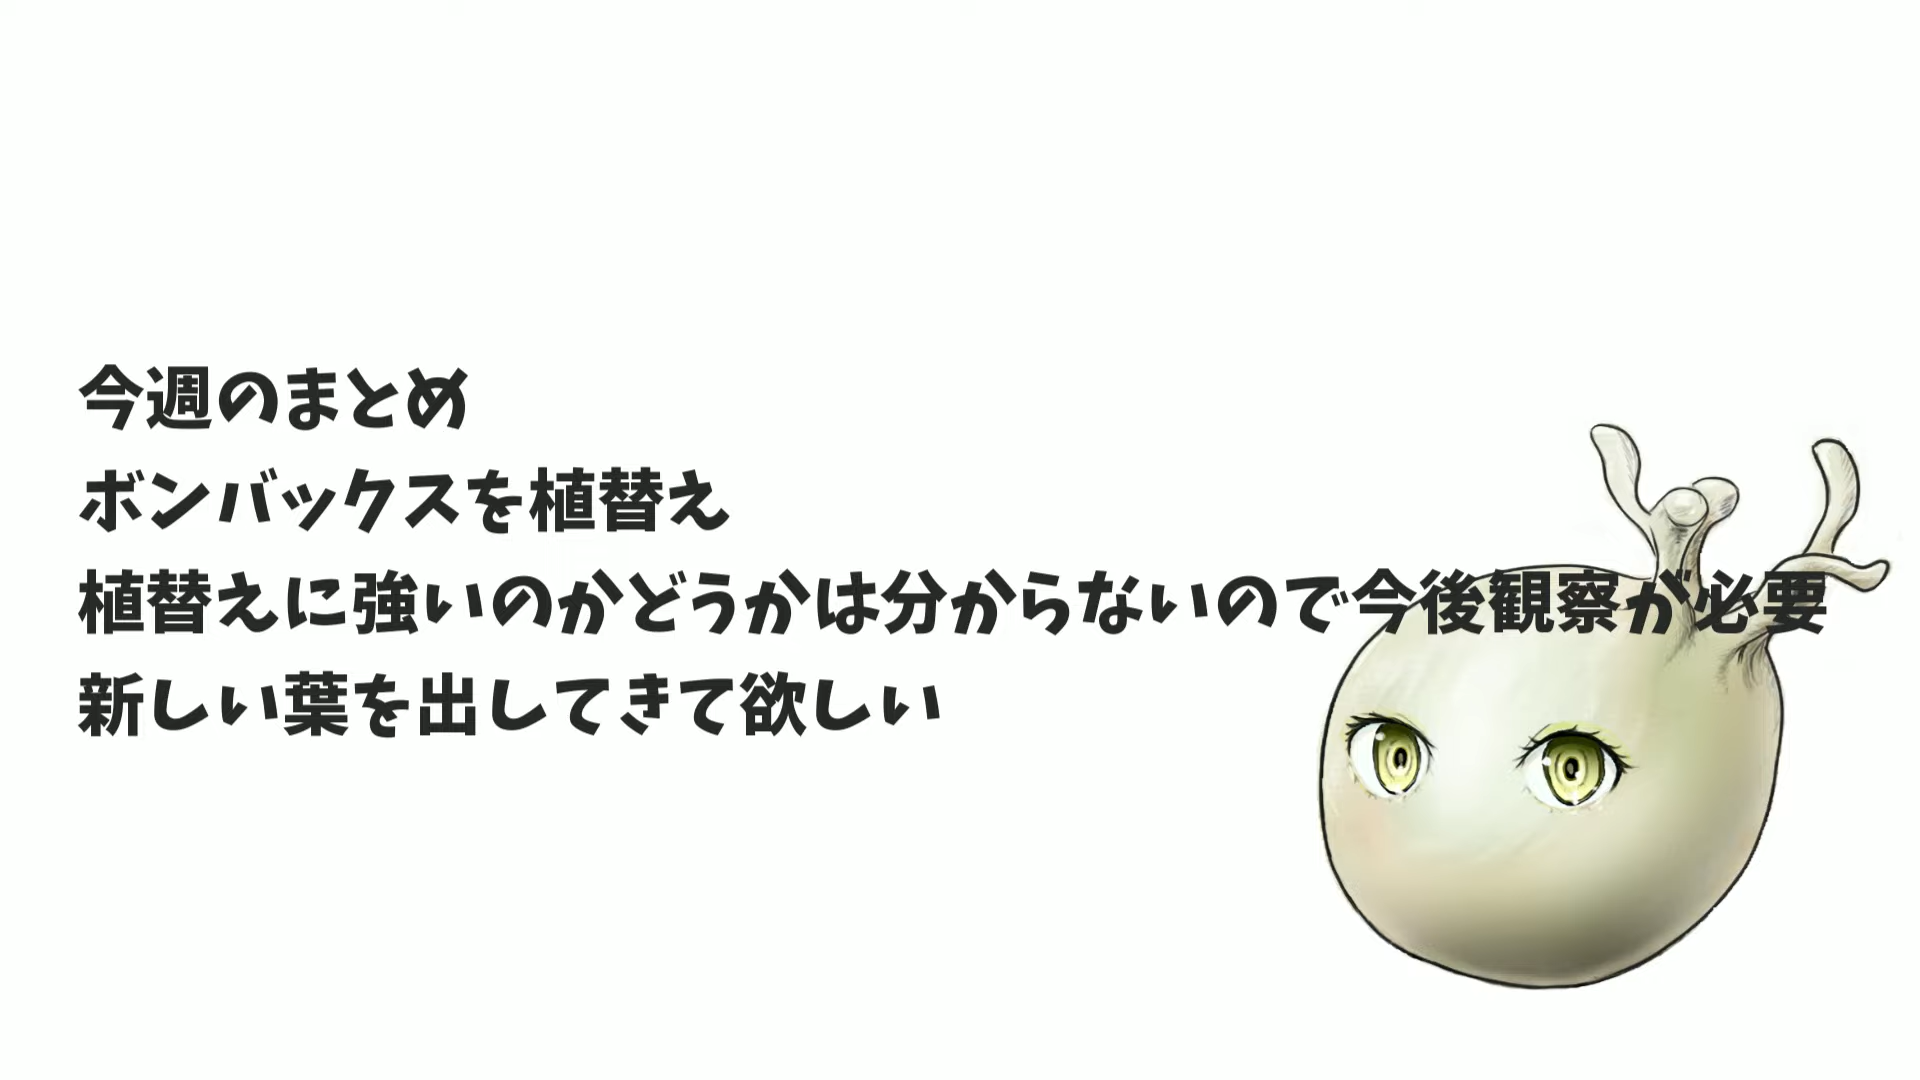 今週のまとめ
ボンバックスを植替え
植替えに強いのかどうかは分からないので今後観察が必要
新しい葉を出してきて欲しい